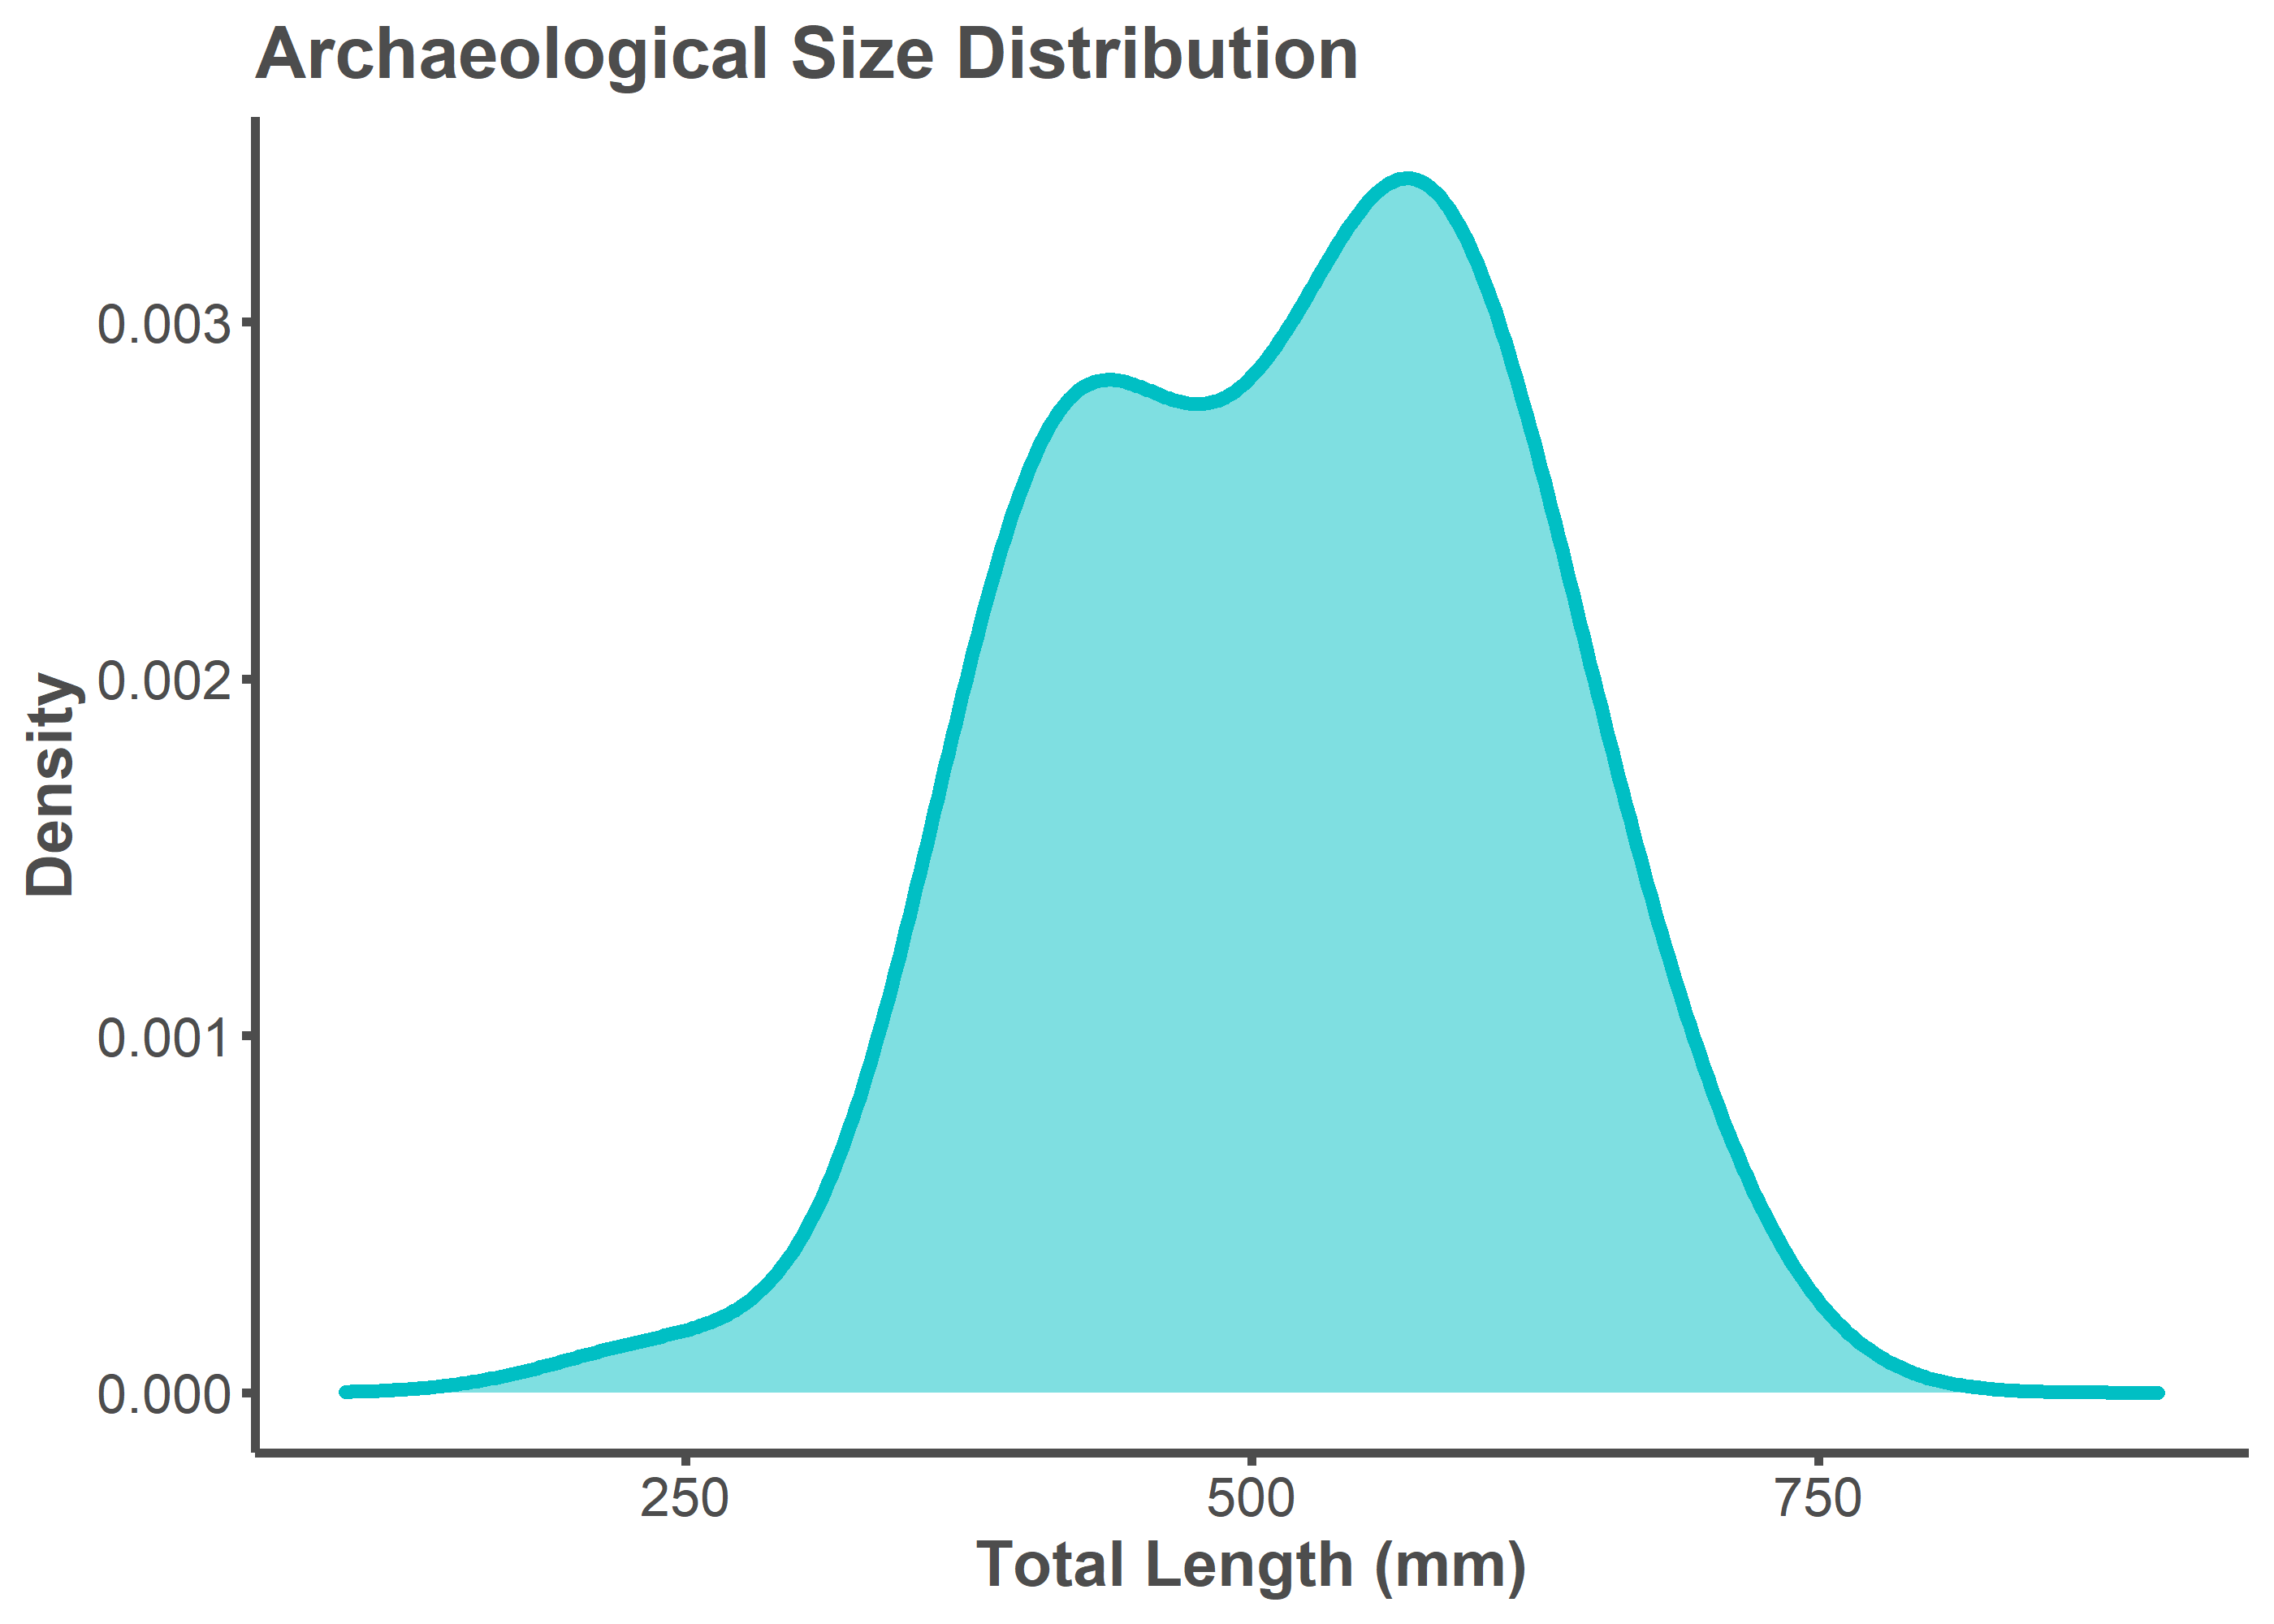 Archaeological Size Distribution
Density
0.003
0.002
0.001
0.000
250 500 750
Total Length (mm)